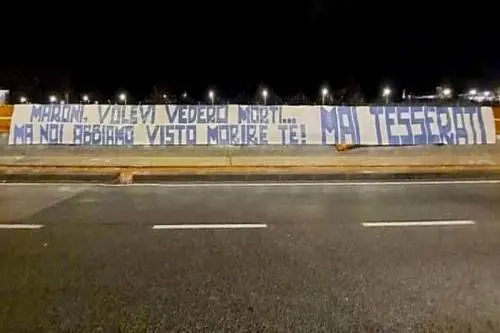 MARONI, VOLEVI VEDERCI MORTI...
MA NOI ABBIAMO VISTO MORIRE TE!
MAI TESSERATI